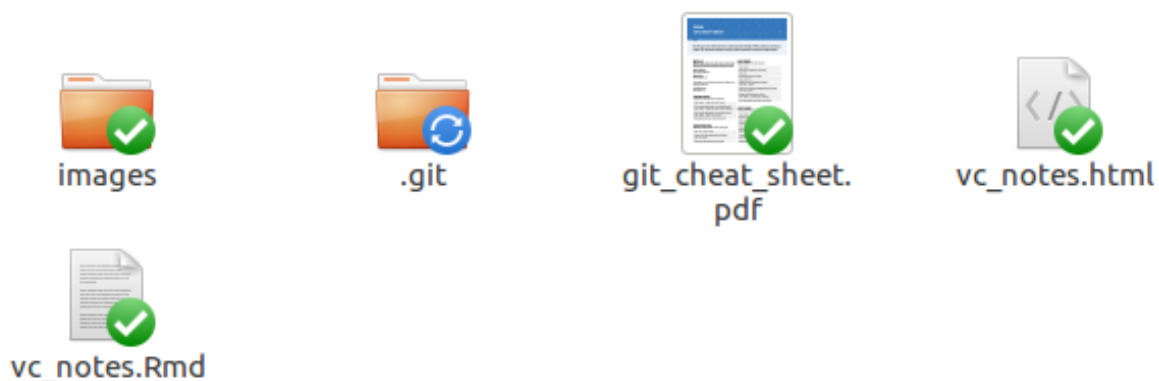 images
.git
git_cheat_sheet.
pdf
vc_notes.html
vc_notes.Rmd